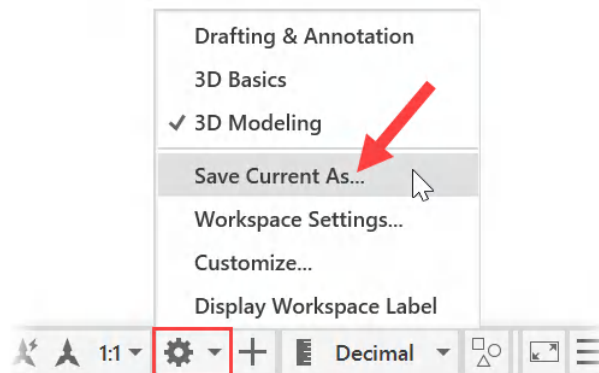 Drafting & Annotation
3D Basics
3D Modeling
Save Current As...
Workspace Settings...
Customize...
Display Workspace Label
1:1 Decimal